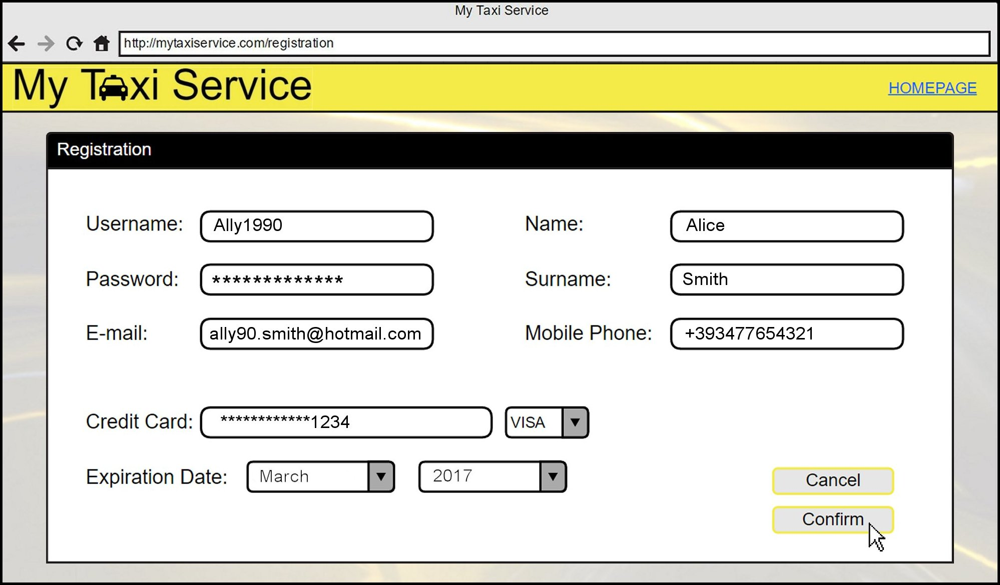 My Taxi Service
http://mytaxiservice.com/registration
My Taxi Service
HOMEPAGE
Registration
Username: Ally1990 Name: Alice
Password: ************* Surname: Smith
E-mail: ally90.smith@hotmail.com Mobile Phone: +393477654321
Credit Card: ************1234 VISA
Expiration Date: March 2017
Cancel
Confirm